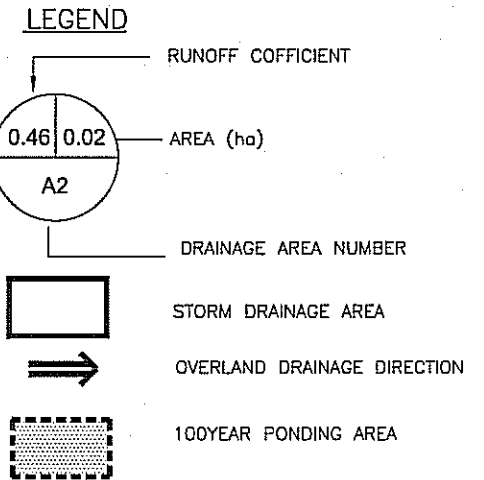 LEGEND
RUNOFF COFFICIENT
0.46 0.02
AREA (ha)
A2
DRAINAGE AREA NUMBER
STORM DRAINAGE AREA
OVERLAND DRAINAGE DIRECTION
100YEAR PONDING AREA